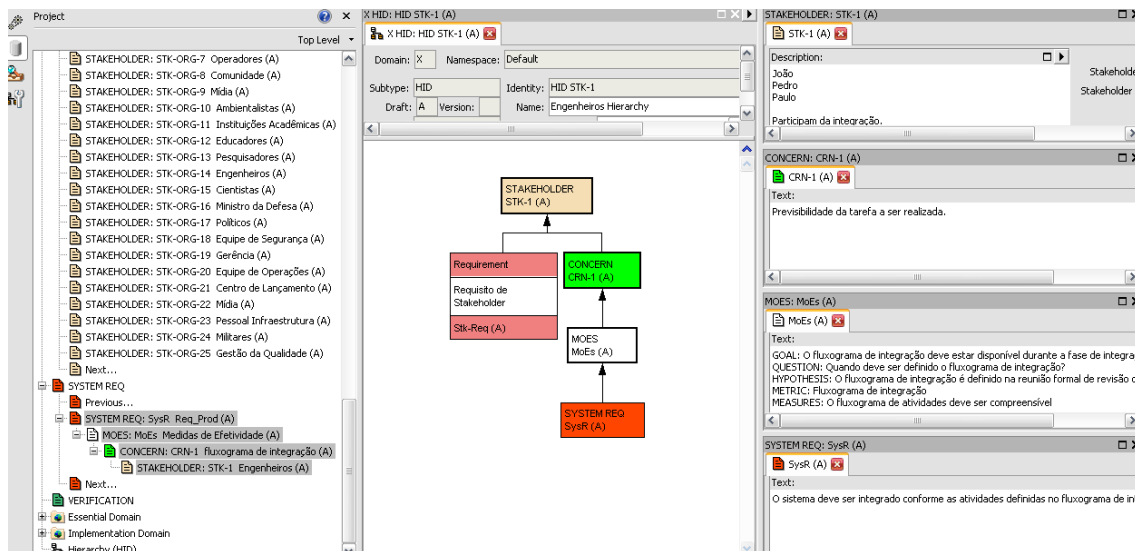 Project
Top Level
STAKEHOLDER: STK-ORG-7 Operadores (A)
STAKEHOLDER: STK-ORG-8 Comunidade (A)
STAKEHOLDER: STK-ORG-9 Mídia (A)
STAKEHOLDER: STK-ORG-10 Ambientalistas (A)
STAKEHOLDER: STK-ORG-11 Instituições Acadêmicas (A)
STAKEHOLDER: STK-ORG-12 Educadores (A)
STAKEHOLDER: STK-ORG-13 Pesquisadores (A)
STAKEHOLDER: STK-ORG-14 Engenheiros (A)
STAKEHOLDER: STK-ORG-15 Cientistas (A)
STAKEHOLDER: STK-ORG-16 Ministro da Defesa (A)
STAKEHOLDER: STK-ORG-17 Políticos (A)
STAKEHOLDER: STK-ORG-18 Equipe de Segurança (A)
STAKEHOLDER: STK-ORG-19 Gerência (A)
STAKEHOLDER: STK-ORG-20 Equipe de Operações (A)
STAKEHOLDER: STK-ORG-21 Centro de Lançamento (A)
STAKEHOLDER: STK-ORG-22 Mídia (A)
STAKEHOLDER: STK-ORG-23 Pessoal Infraestrutura (A)
STAKEHOLDER: STK-ORG-24 Militares (A)
STAKEHOLDER: STK-ORG-25 Gestão da Qualidade (A)
Next...
SYSTEM REQ
Previous...
SYSTEM REQ: SysR Req_Prod (A)
MOES: MoEs Medidas de Efetividade (A)
CONCERN: CRN-1 fluxograma de integração (A)
STAKEHOLDER: STK-1 Engenheiros (A)
Next...
VERIFICATION
Essential Domain
Implementation Domain
Hierarchy (HID)
X HID: HID STK-1 (A)
X HID: HID STK-1 (A)
Domain: X Namespace: Default
Subtype: HID Identity: HID STK-1
Draft: A Version: Name: Engenheiros Hierarchy
STAKEHOLDER
STK-1 (A)
Requirement
Requisito de
Stakeholder
Stk-Req (A)
CONCERN
CRN-1 (A)
MOES
MoEs (A)
SYSTEM REQ
SysR (A)
STAKEHOLDER: STK-1 (A)
STK-1 (A)
Description:
João
Pedro
Paulo
Participam da integração.
Stakeholde
Stakeholder
CONCERN: CRN-1 (A)
CRN-1 (A)
Text:
Previsibilidade da tarefa a ser realizada.
MOES: MoEs (A)
MoEs (A)
Text:
GOAL: O fluxograma de integração deve estar disponível durante a fase de integra
QUESTION: Quando deve ser definido o fluxograma de integração?
HYPOTHESIS: O fluxograma de integração é definido na reunião formal de revisão
METRIC: Fluxograma de integração
MEASURES: O fluxograma de atividades deve ser compreensível
SYSTEM REQ: SysR (A)
SysR (A)
Text:
O sistema deve ser integrado conforme as atividades definidas no fluxograma de